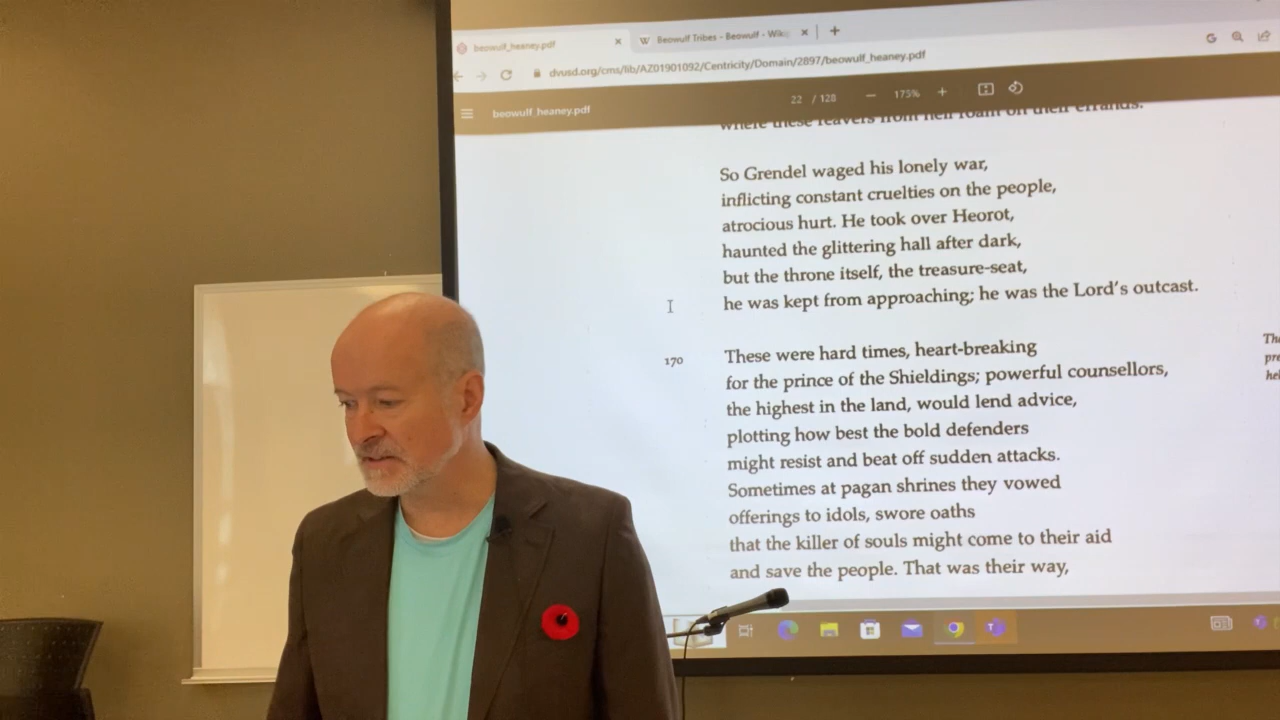 beowulf_heaney.pdf
Beowulf Tribes - Beowulf - Wiki
dvusd.org/cms/lib/AZ01901092/Centricity/Domain/2897/beowulf_heaney.pdf
beowulf_heaney.pdf
22 / 128
175%
where these reavers from hell roam on their errands.
So Grendel waged his lonely war,
inflicting constant cruelties on the people,
atrocious hurt. He took over Heorot,
haunted the glittering hall after dark,
but the throne itself, the treasure-seat,
he was kept from approaching; he was the Lord's outcast.
170 These were hard times, heart-breaking
for the prince of the Shieldings; powerful counsellors,
the highest in the land, would lend advice,
plotting how best the bold defenders
might resist and beat off sudden attacks.
Sometimes at pagan shrines they vowed
offerings to idols, swore oaths
that the killer of souls might come to their aid
and save the people. That was their way,
The
pre
hel